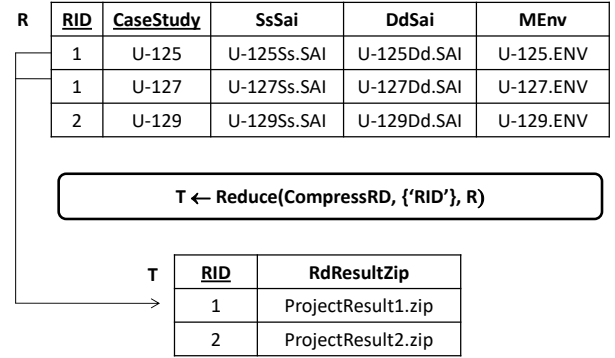 R RID CaseStudy SsSai DdSai MEnv
1 U-125 U-125Ss.SAI U-125Dd.SAI U-125.ENV
1 U-127 U-127Ss.SAI U-127Dd.SAI U-127.ENV
2 U-129 U-129Ss.SAI U-129Dd.SAI U-129.ENV
T ← Reduce(CompressRD, {‘RID’}, R)
T RID RdResultZip
1 ProjectResult1.zip
2 ProjectResult2.zip